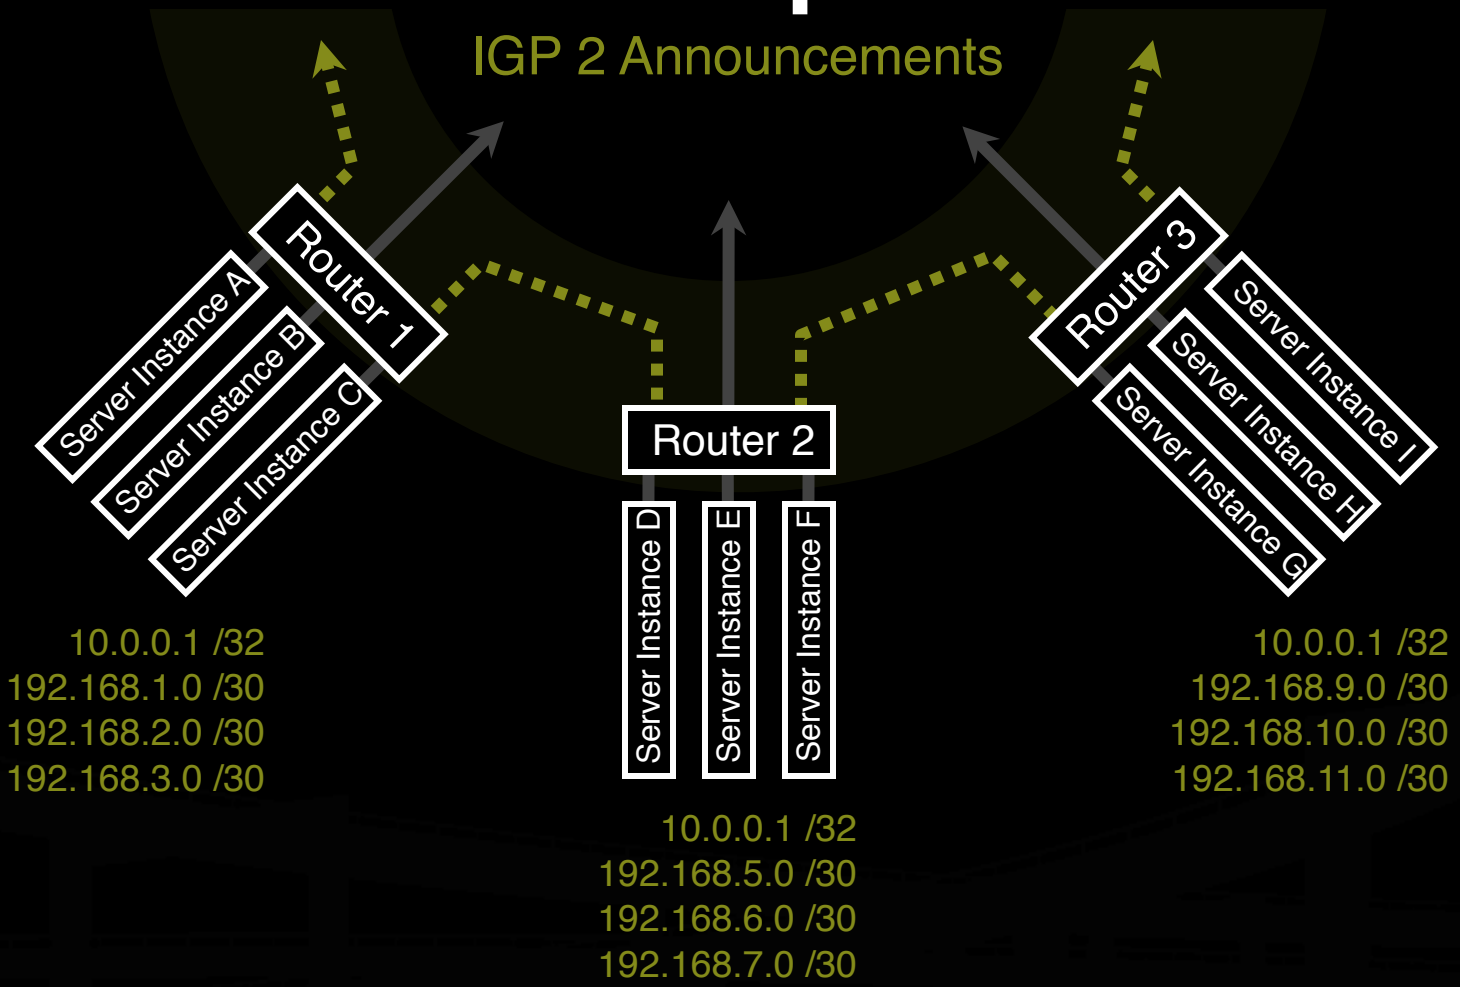 IGP 2 Announcements
Router 1
Router 2
Router 3
Server Instance A
Server Instance B
Server Instance C
Server Instance D
Server Instance E
Server Instance F
Server Instance G
Server Instance H
Server Instance I
10.0.0.1 /32
192.168.1.0 /30
192.168.2.0 /30
192.168.3.0 /30
10.0.0.1 /32
192.168.5.0 /30
192.168.6.0 /30
192.168.7.0 /30
10.0.0.1 /32
192.168.9.0 /30
192.168.10.0 /30
192.168.11.0 /30